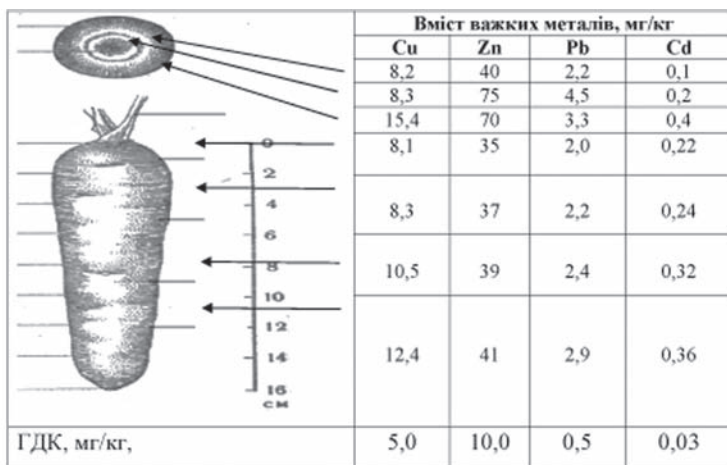 Вміст важких металів, мг/кг
Cu Zn Pb Cd
8,2 40 2,2 0,1
8,3 75 4,5 0,2
15,4 70 3,3 0,4
0 8,1 35 2,0 0,22
2
4 8,3 37 2,2 0,24
6
8 10,5 39 2,4 0,32
10
12
14 12,4 41 2,9 0,36
16
см
ГДК, мг/кг, 5,0 10,0 0,5 0,03